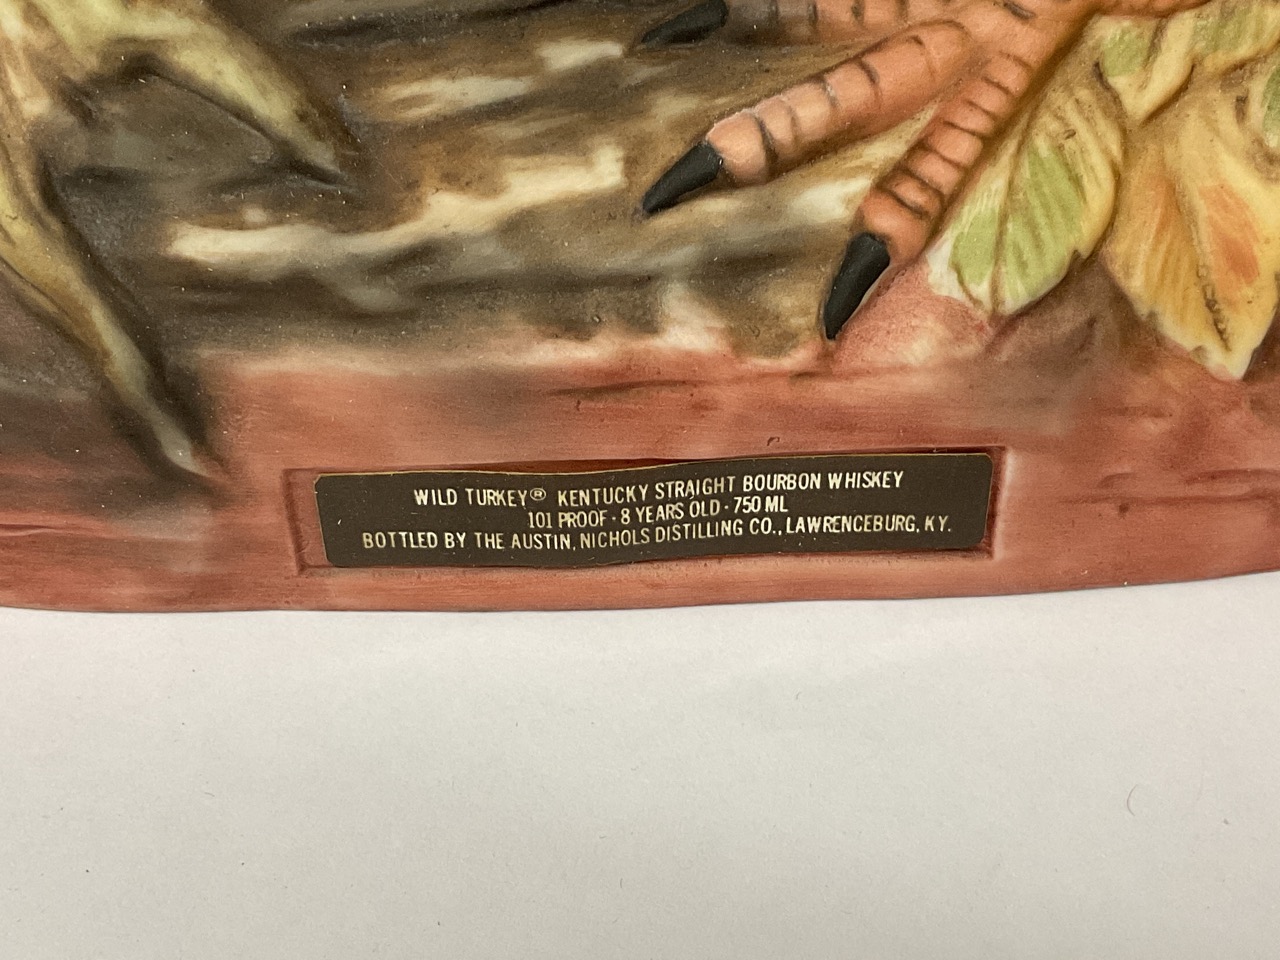 WILD TURKEY® KENTUCKY STRAIGHT BOURBON WHISKEY
101 PROOF · 8 YEARS OLD · 750 ML
BOTTLED BY THE AUSTIN, NICHOLS DISTILLING CO., LAWRENCEBURG, KY.